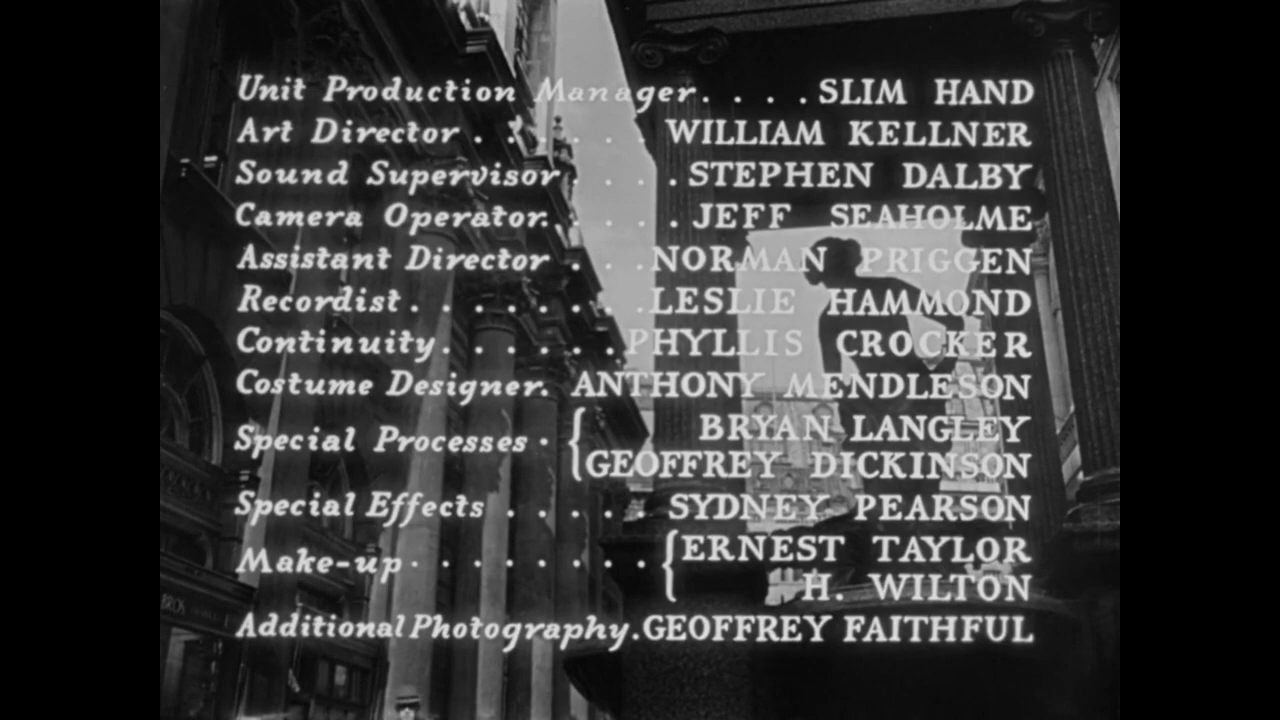 Unit Production Manager. . . . SLIM HAND
Art Director . . . . . . WILLIAM KELLNER
Sound Supervisor . . . . STEPHEN DALBY
Camera Operator. . . . . JEFF SEAHOLME
Assistant Director . . . NORMAN PRIGGEN
Recordist . . . . . . . LESLIE HAMMOND
Continuity. . . . . . PHYLLIS CROCKER
Costume Designer. ANTHONY MENDLESON
Special Processes · { BRYAN LANGLEY
GEOFFREY DICKINSON
Special Effects . . . . . SYDNEY PEARSON
Make-up . . . . . . . . { ERNEST TAYLOR
H. WILTON
Additional Photography. GEOFFREY FAITHFUL
BROS